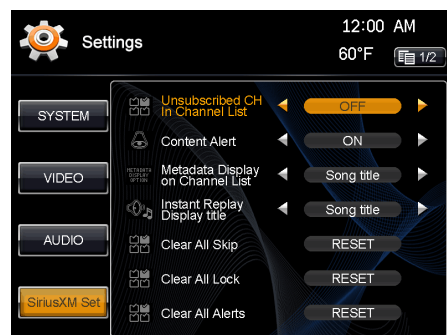 Settings
12:00 AM
60°F
1/2
SYSTEM
VIDEO
AUDIO
SiriusXM Set
Unsubscribed CH
In Channel List
OFF
Content Alert
ON
METADATA
DISPLAY
OPTION
Metadata Display
on Channel List
Song title
Instant Replay
Display title
Song title
Clear All Skip
RESET
Clear All Lock
RESET
Clear All Alerts
RESET